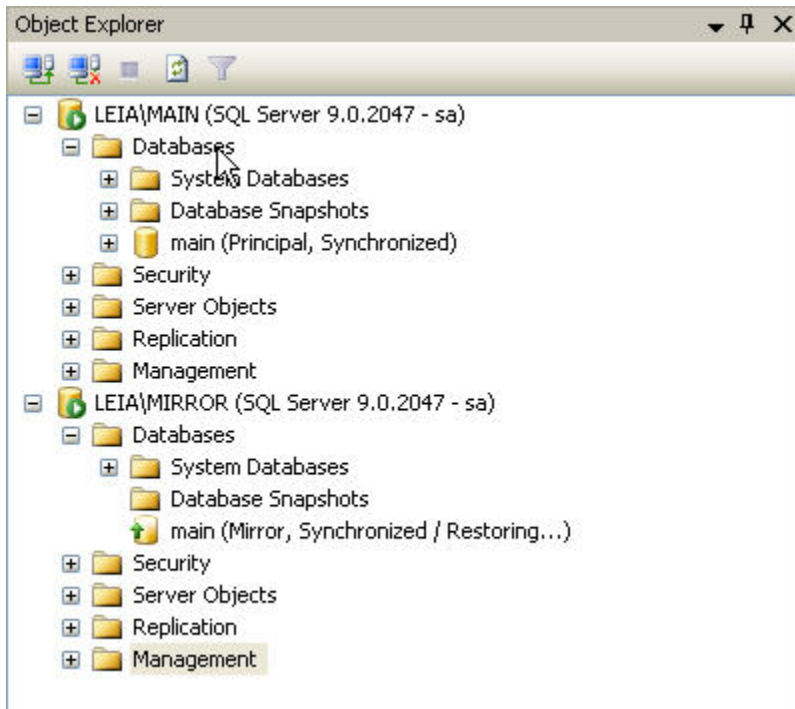 Object Explorer
LEIA\MAIN (SQL Server 9.0.2047 - sa)
Databases
System Databases
Database Snapshots
main (Principal, Synchronized)
Security
Server Objects
Replication
Management
LEIA\MIRROR (SQL Server 9.0.2047 - sa)
Databases
System Databases
Database Snapshots
main (Mirror, Synchronized / Restoring...)
Security
Server Objects
Replication
Management